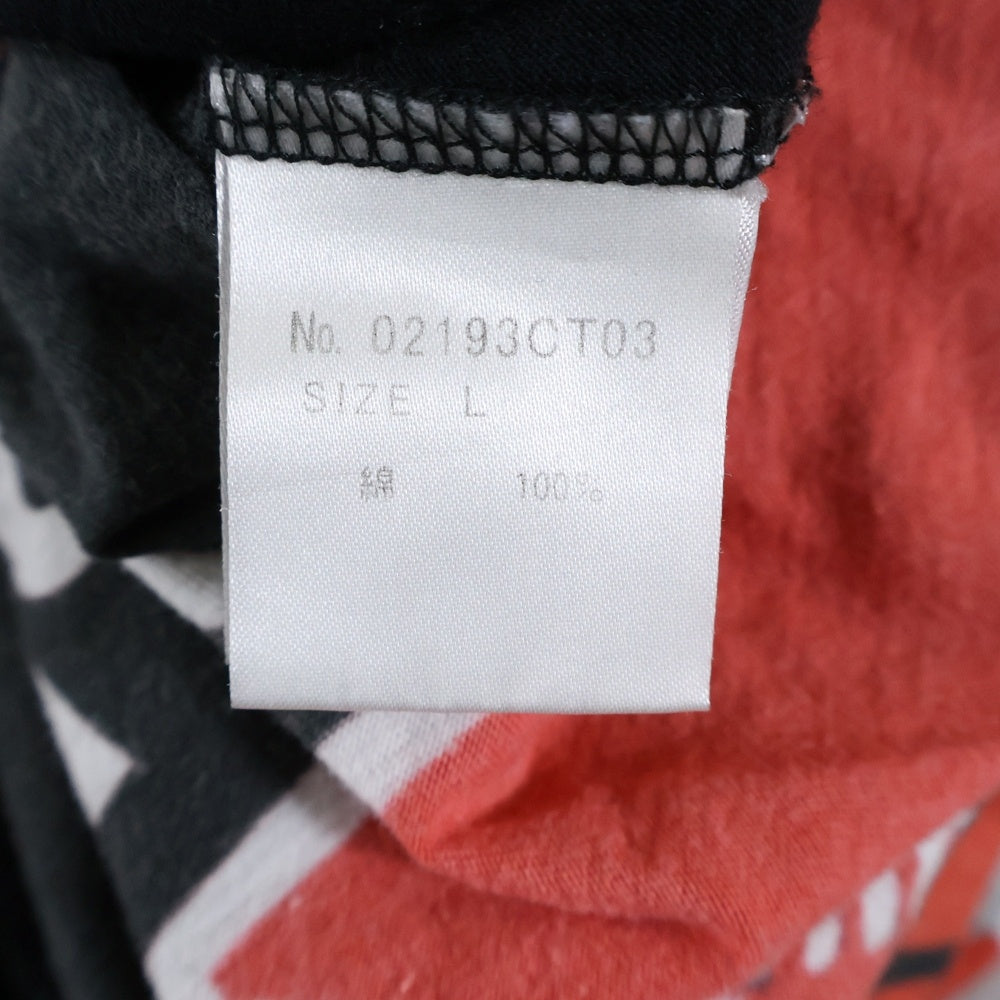 No. 02193CT03
SIZE L
綿 100%